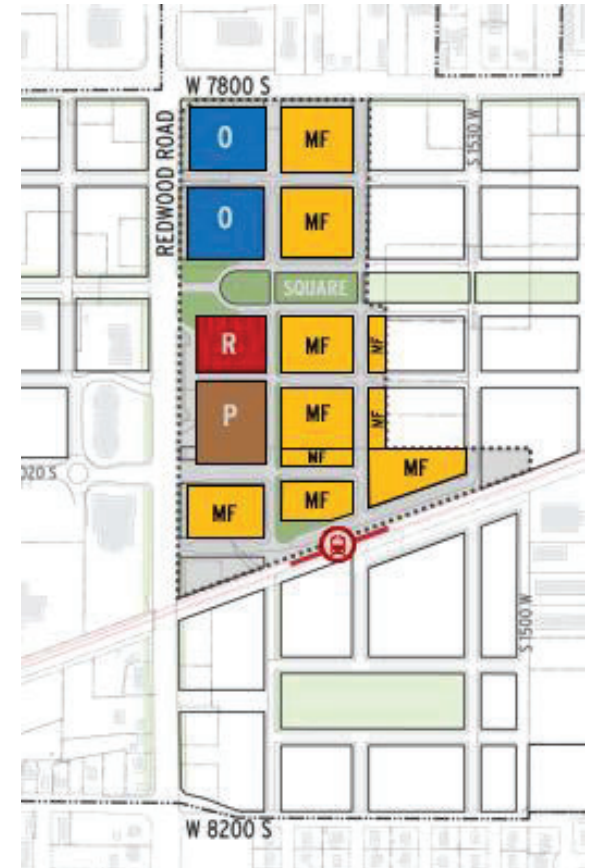 W 7800 S
REDWOOD ROAD
S 1530 W
O
MF
O
MF
SQUARE
R
MF
MF
P
MF
MF
MF
MF
MF
MF
020 S
S 1500 W
W 8200 S